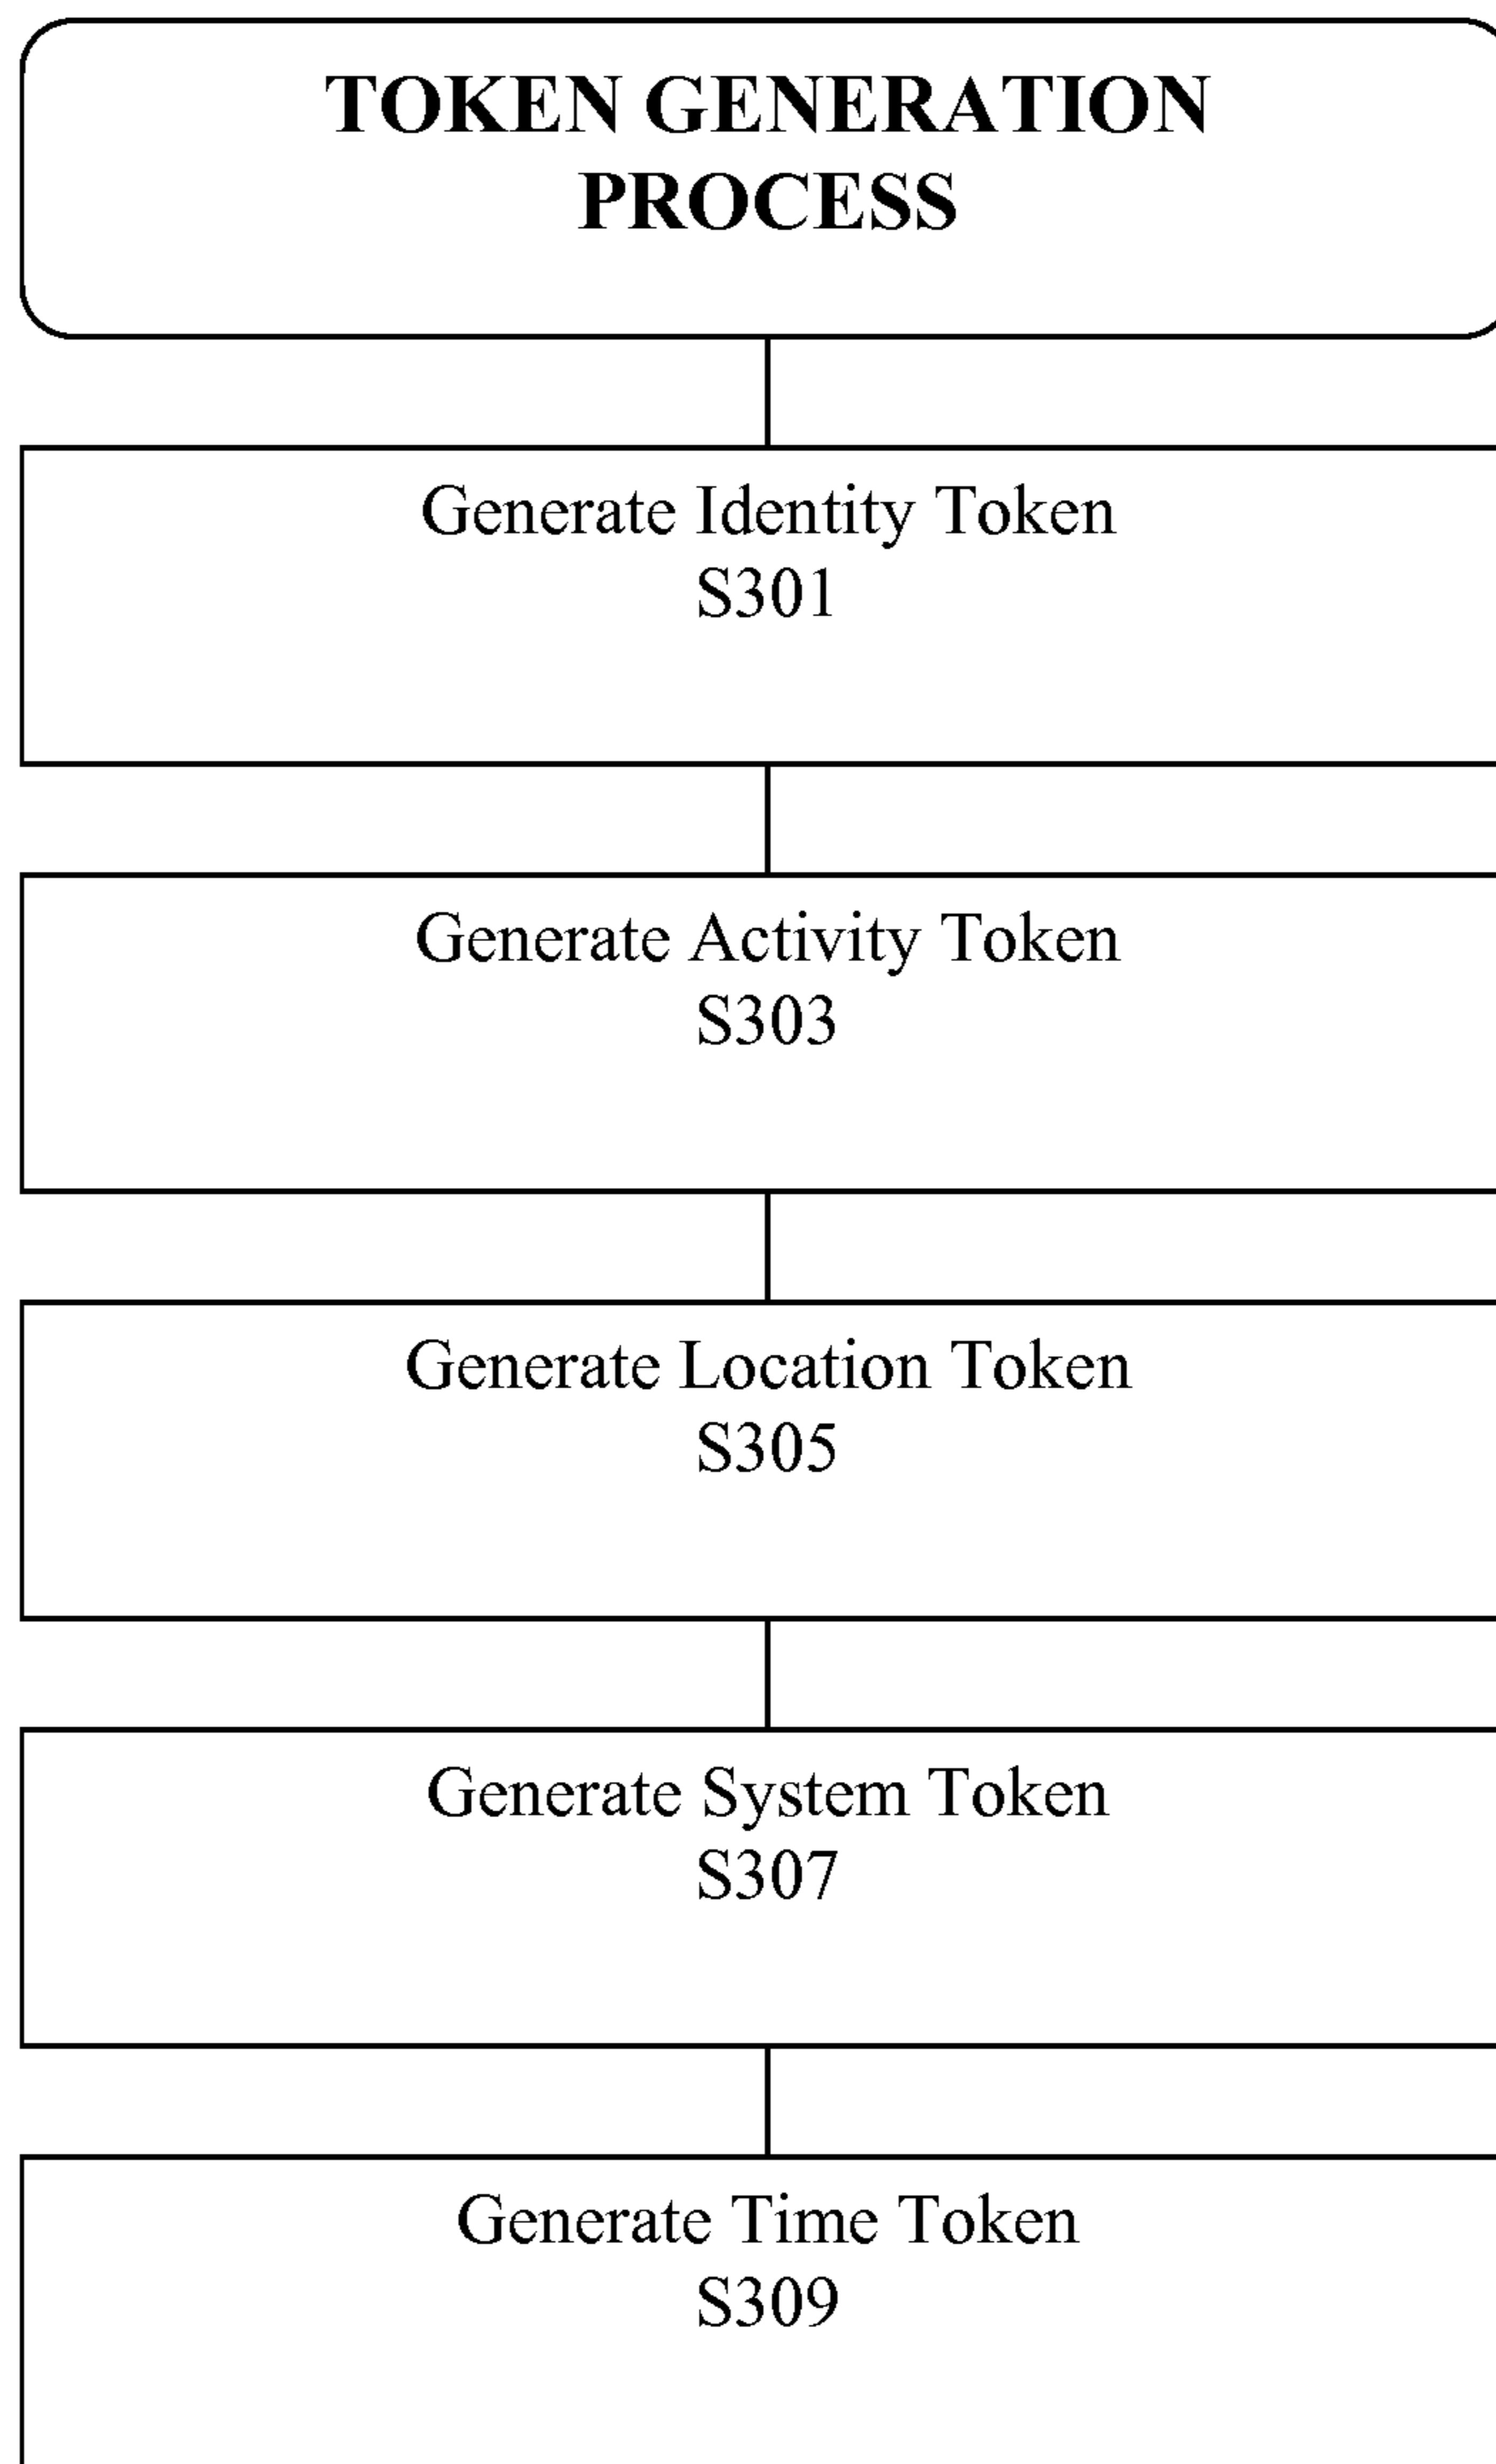 TOKEN GENERATION
PROCESS
Generate Identity Token
S301
Generate Activity Token
S303
Generate Location Token
S305
Generate System Token
S307
Generate Time Token
S309